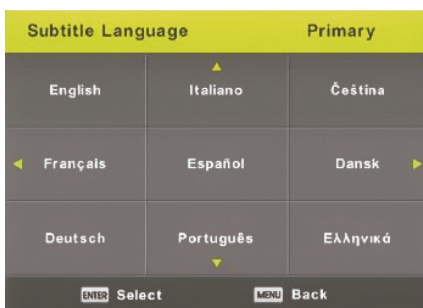 Subtitle Language Primary
English Italiano Čeština
Français Español Dansk
Deutsch Português Ελληνικά
ENTER Select MENU Back